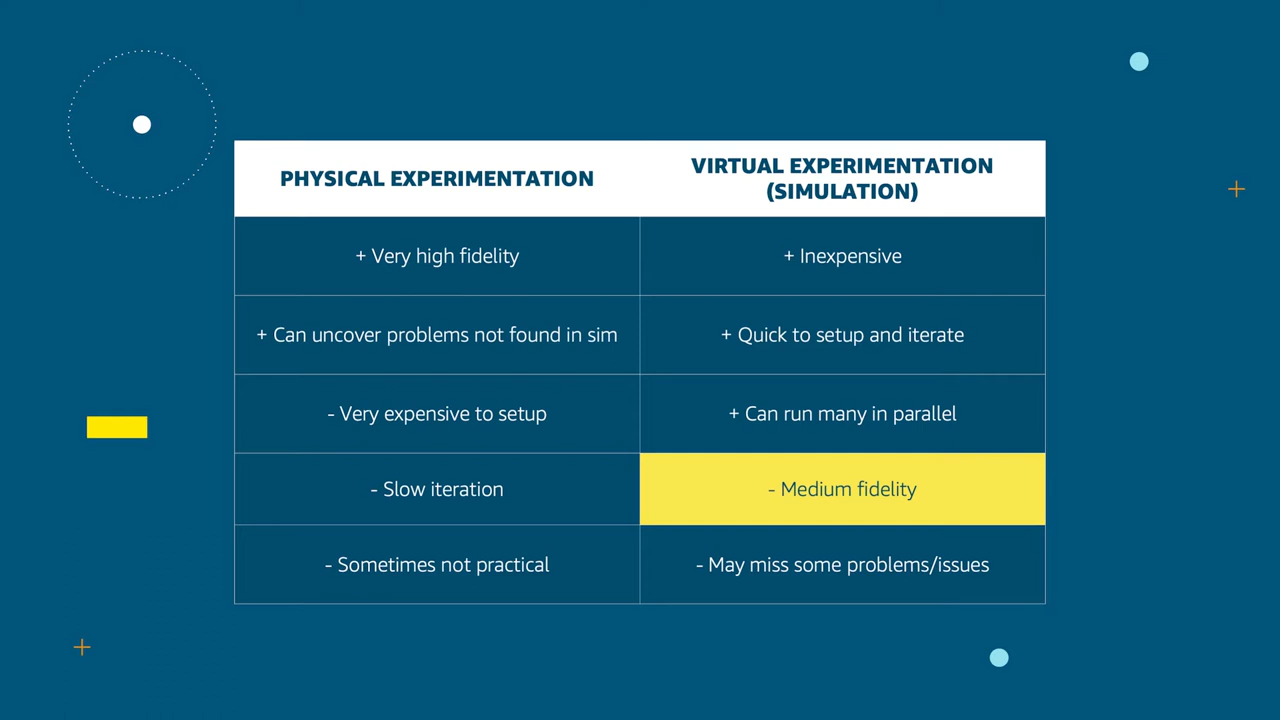 PHYSICAL EXPERIMENTATION
VIRTUAL EXPERIMENTATION
(SIMULATION)
+ Very high fidelity
+ Inexpensive
+ Can uncover problems not found in sim
+ Quick to setup and iterate
- Very expensive to setup
+ Can run many in parallel
- Slow iteration
- Medium fidelity
- Sometimes not practical
- May miss some problems/issues